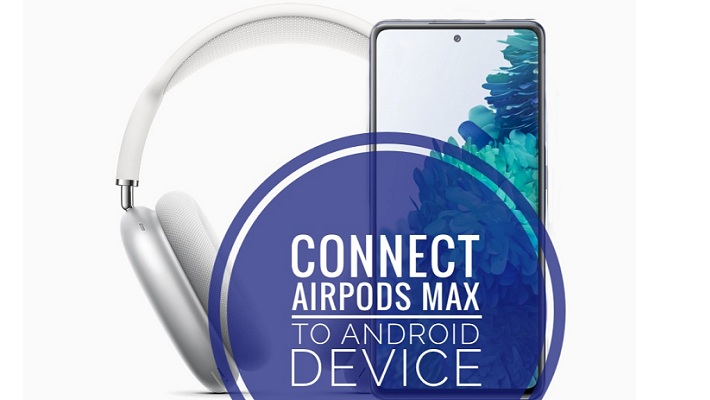 CONNECT
AIRPODS MAX
TO ANDROID
DEVICE